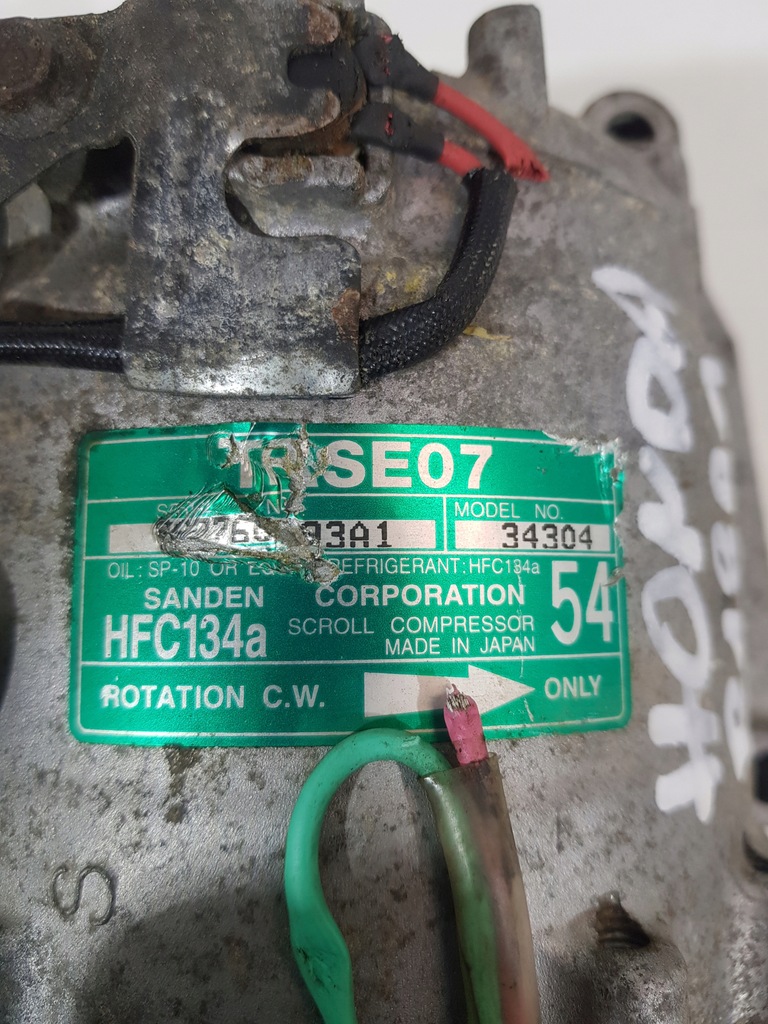 SE07
MODEL NO.
93A1 34304
OIL: SP-10 OR REFRIGERANT: HFC134a
SANDEN CORPORATION 54
HFC134a SCROLL COMPRESSOR
MADE IN JAPAN
ROTATION C.W. ONLY
S
HONDA